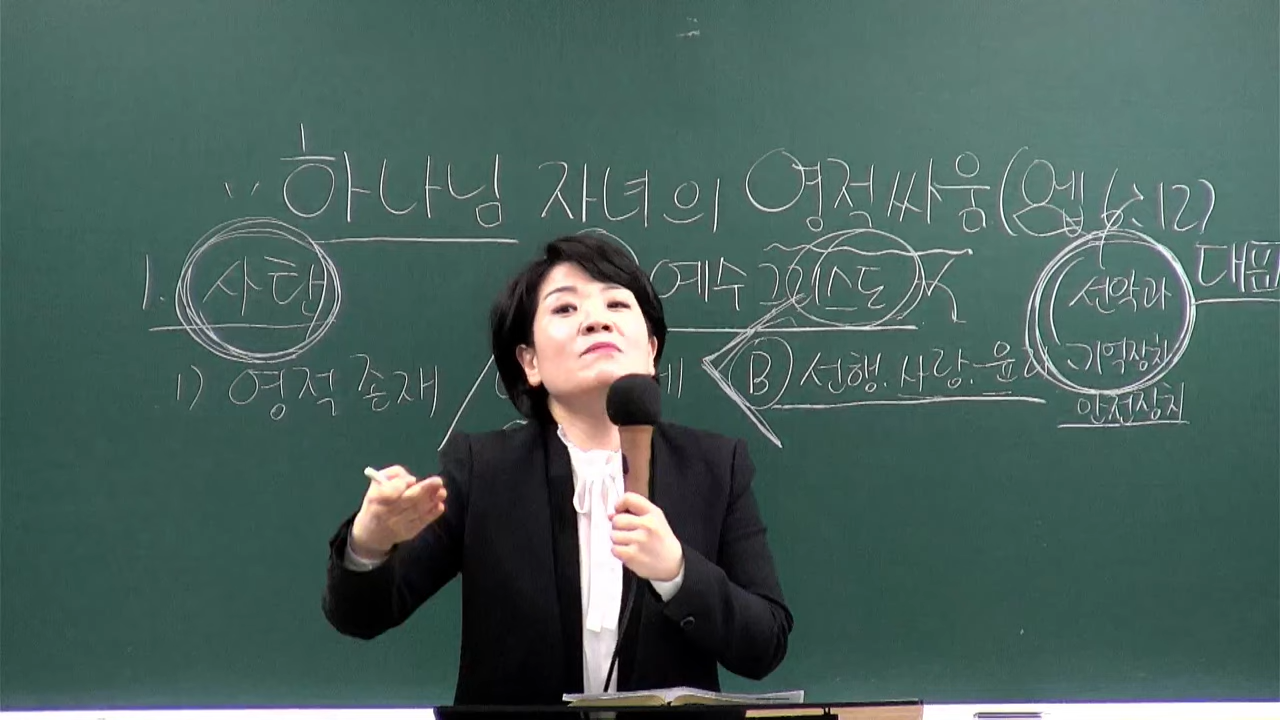 하나님 자녀의 영적싸움(엡 6:12)
1. 사탄 예수 그리스도 선악과 대표
1) 영적 존재 B 선행.사랑.윤리 기억장치
안전장치